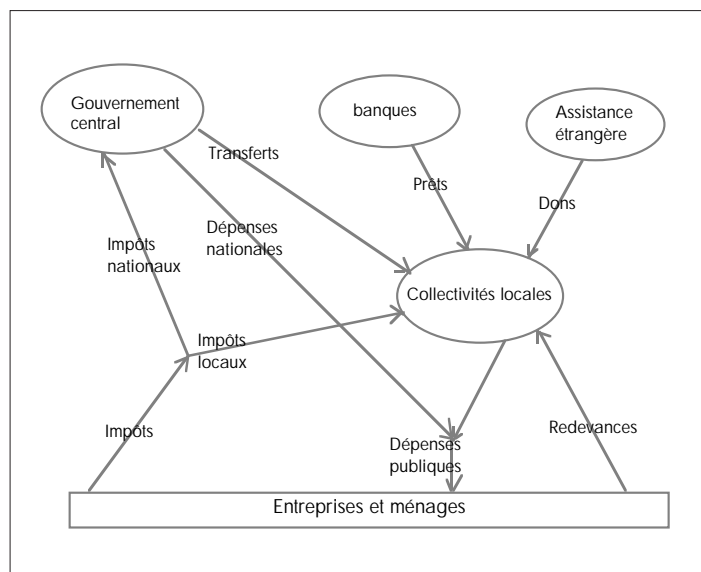 Gouvernement
central
banques
Assistance
étrangère
Transferts
Prêts
Dons
Dépenses
nationales
Impôts
nationaux
Collectivités locales
Impôts
locaux
Impôts
Dépenses
publiques
Redevances
Entreprises et ménages